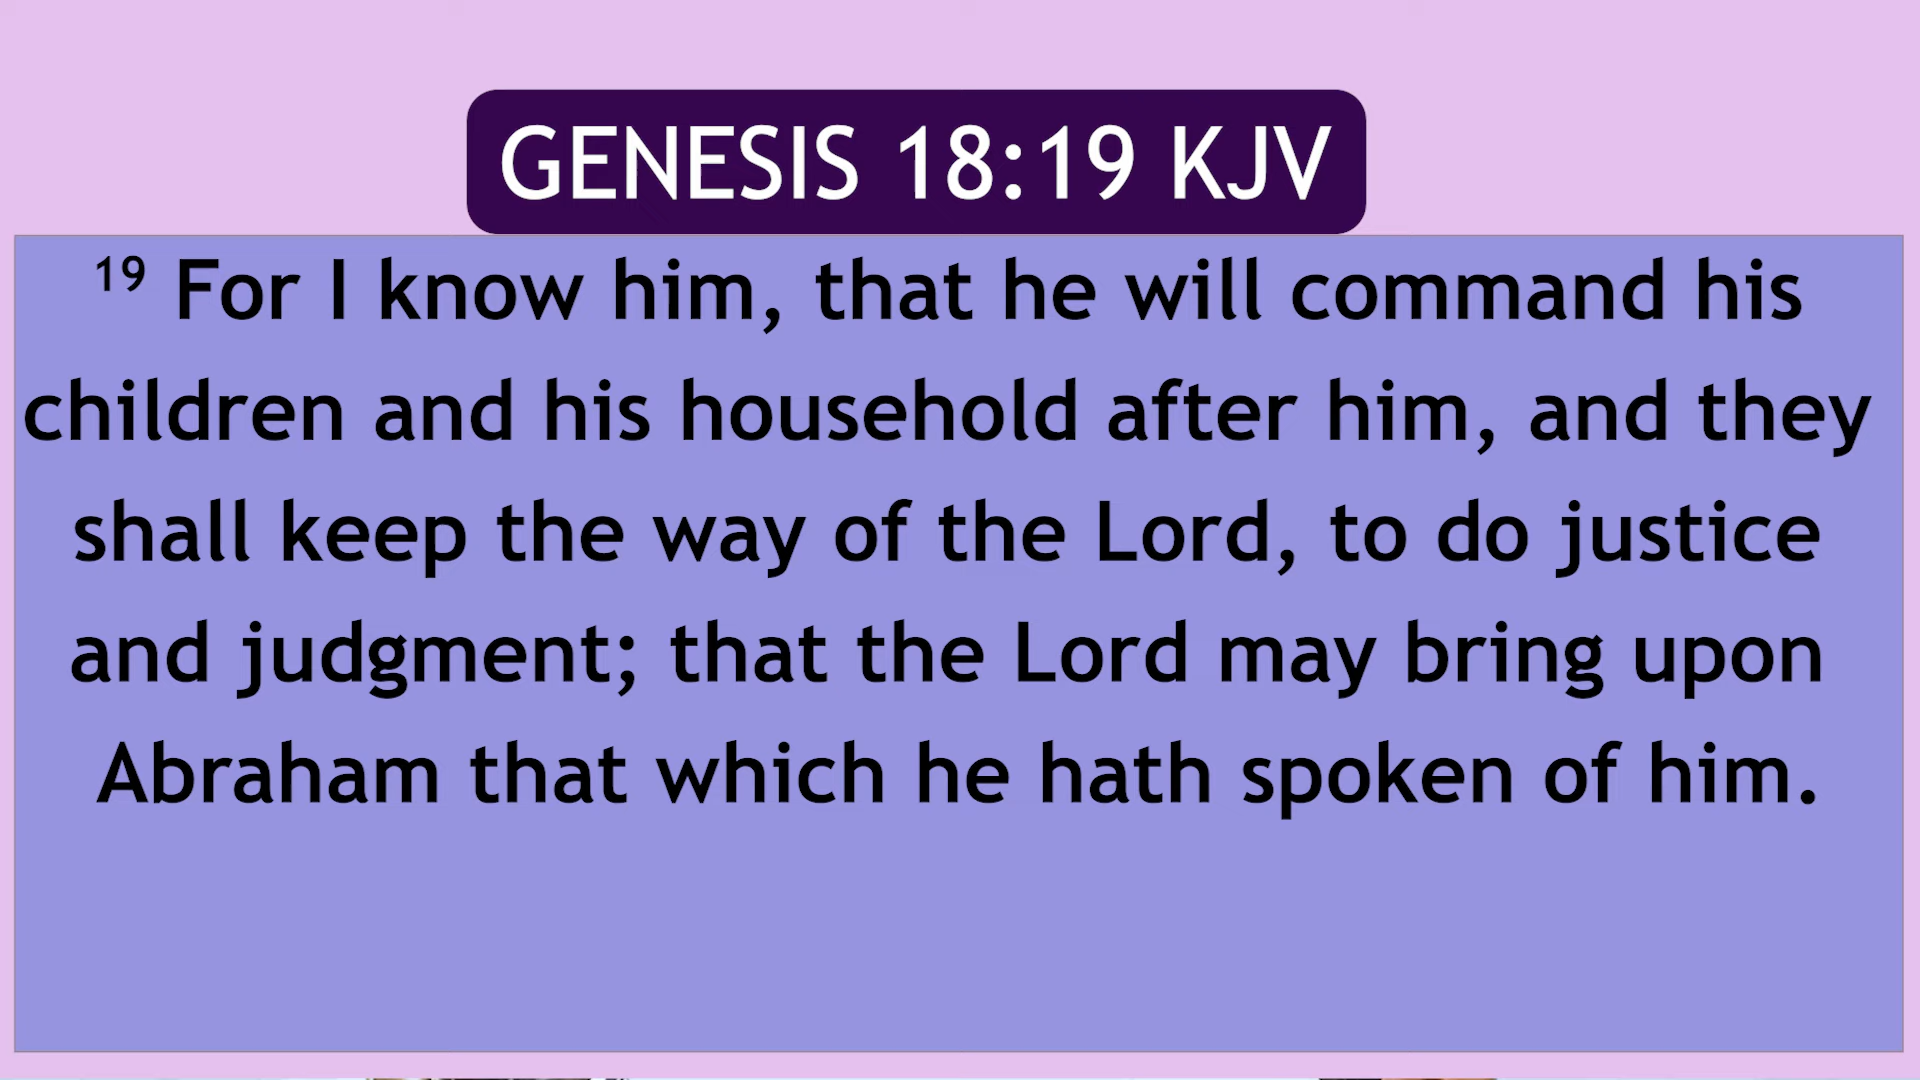 GENESIS 18:19 KJV
19 For I know him, that he will command his
children and his household after him, and they
shall keep the way of the Lord, to do justice
and judgment; that the Lord may bring upon
Abraham that which he hath spoken of him.